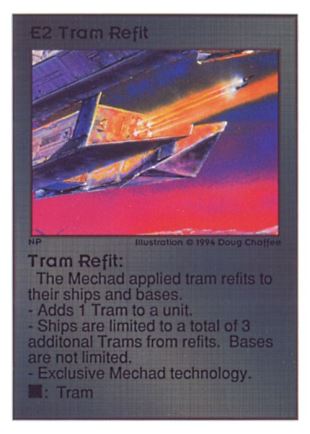 E2 Tram Refit
NP
Illustration © 1994 Doug Chaffee
Tram Refit:
The Mechad applied tram refits to
their ships and bases.
- Adds 1 Tram to a unit.
- Ships are limited to a total of 3
additonal Trams from refits.  Bases
are not limited.
- Exclusive Mechad technology.
■: Tram